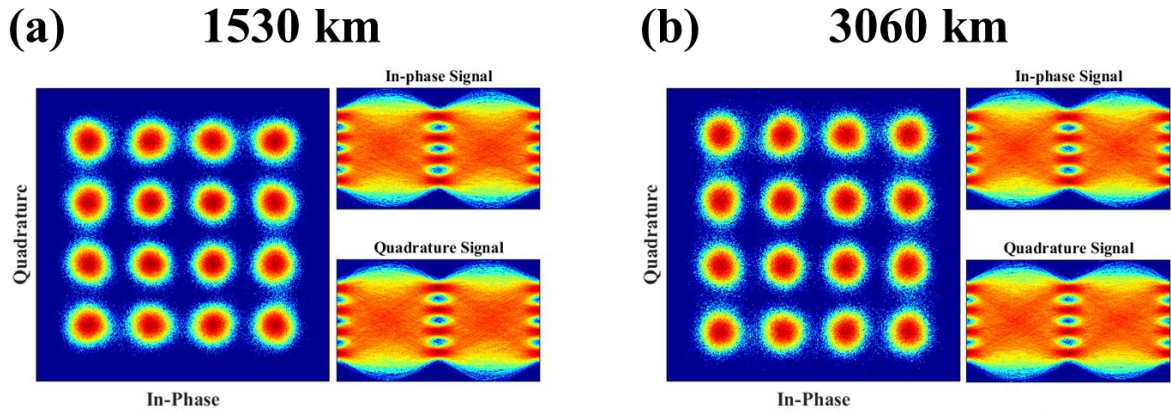 (a) 1530 km
In-phase Signal
Quadrature
Quadrature Signal
In-Phase
(b) 3060 km
In-phase Signal
Quadrature
Quadrature Signal
In-Phase